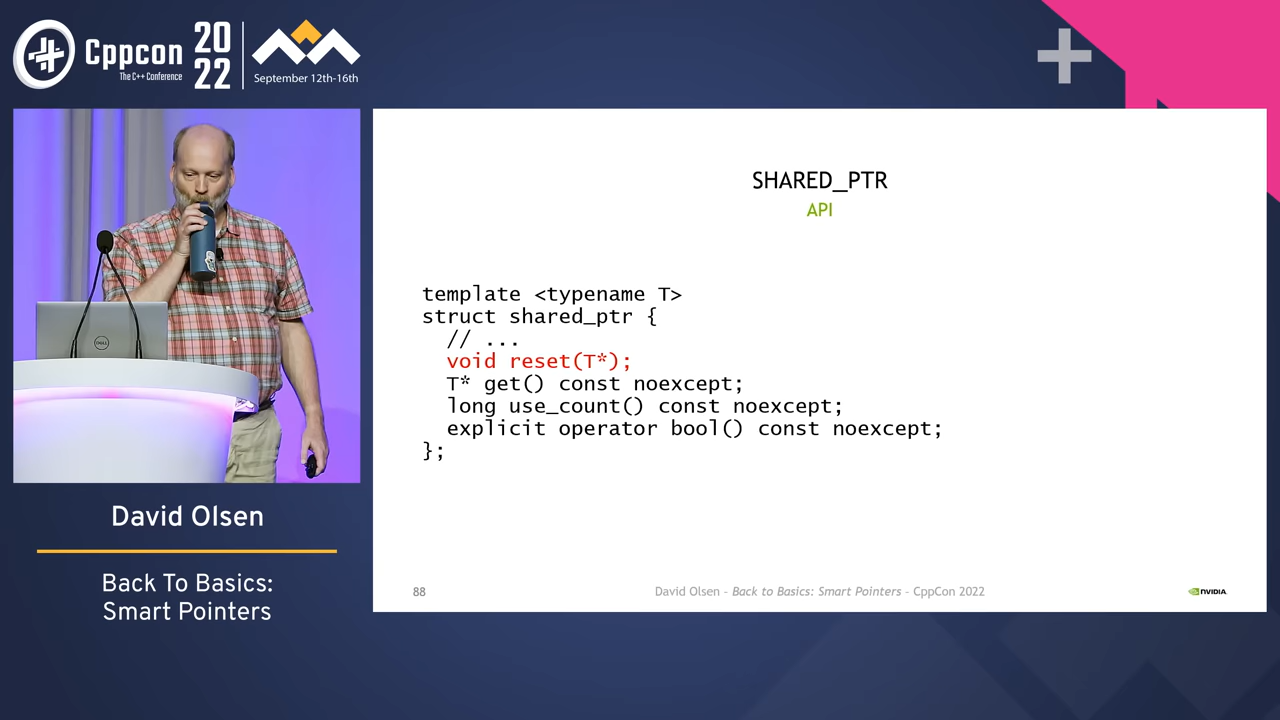 Cppcon
The C++ Conference
20
22
September 12th-16th
SHARED_PTR
API
template <typename T>
struct shared_ptr {
// ...
void reset(T*);
T* get() const noexcept;
long use_count() const noexcept;
explicit operator bool() const noexcept;
};
88
David Olsen - Back to Basics: Smart Pointers - CppCon 2022
NVIDIA
DELL
David Olsen
Back To Basics:
Smart Pointers